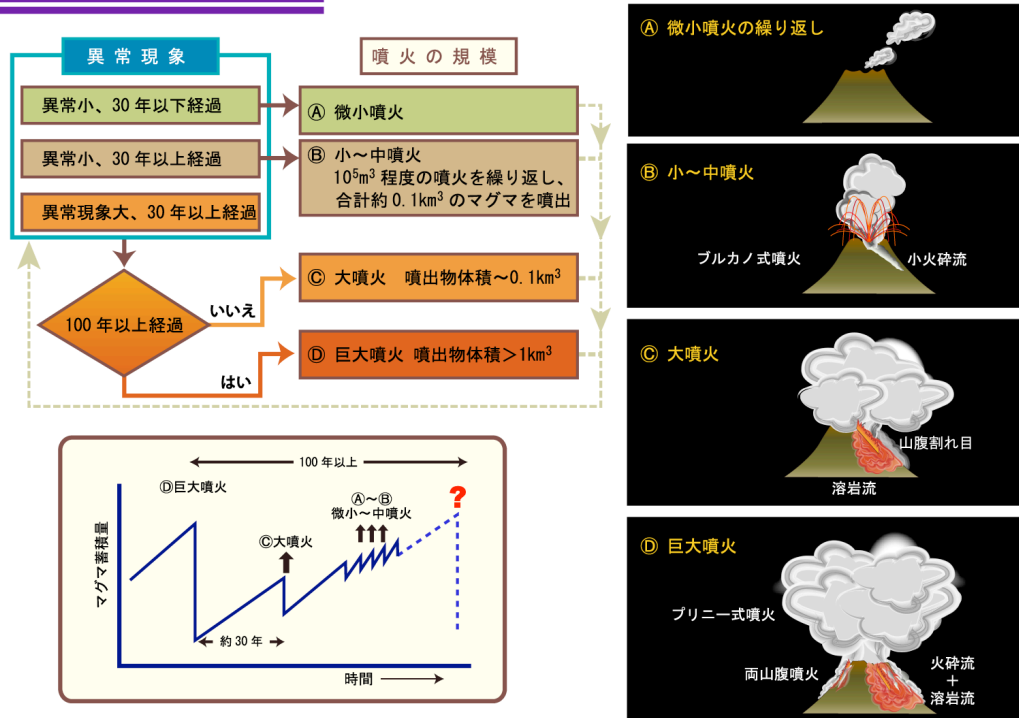 異常現象
噴火の規模
異常小、30年以下経過
異常小、30年以上経過
異常現象大、30年以上経過
Ⓐ 微小噴火
Ⓑ 小～中噴火
10⁵m³ 程度の噴火を繰り返し、
合計約0.1km³のマグマを噴出
100年以上経過
いいえ
はい
Ⓒ 大噴火 噴出物体積～0.1km³
Ⓓ 巨大噴火 噴出物体積＞1km³
100年以上
Ⓓ巨大噴火
Ⓒ大噴火
Ⓐ～Ⓑ
微小～中噴火
?
マグマ蓄積量
約30年
時間
Ⓐ 微小噴火の繰り返し
Ⓑ 小～中噴火
ブルカノ式噴火
小火砕流
Ⓒ 大噴火
山腹割れ目
溶岩流
Ⓓ 巨大噴火
プリニー式噴火
両山腹噴火
火砕流
＋
溶岩流